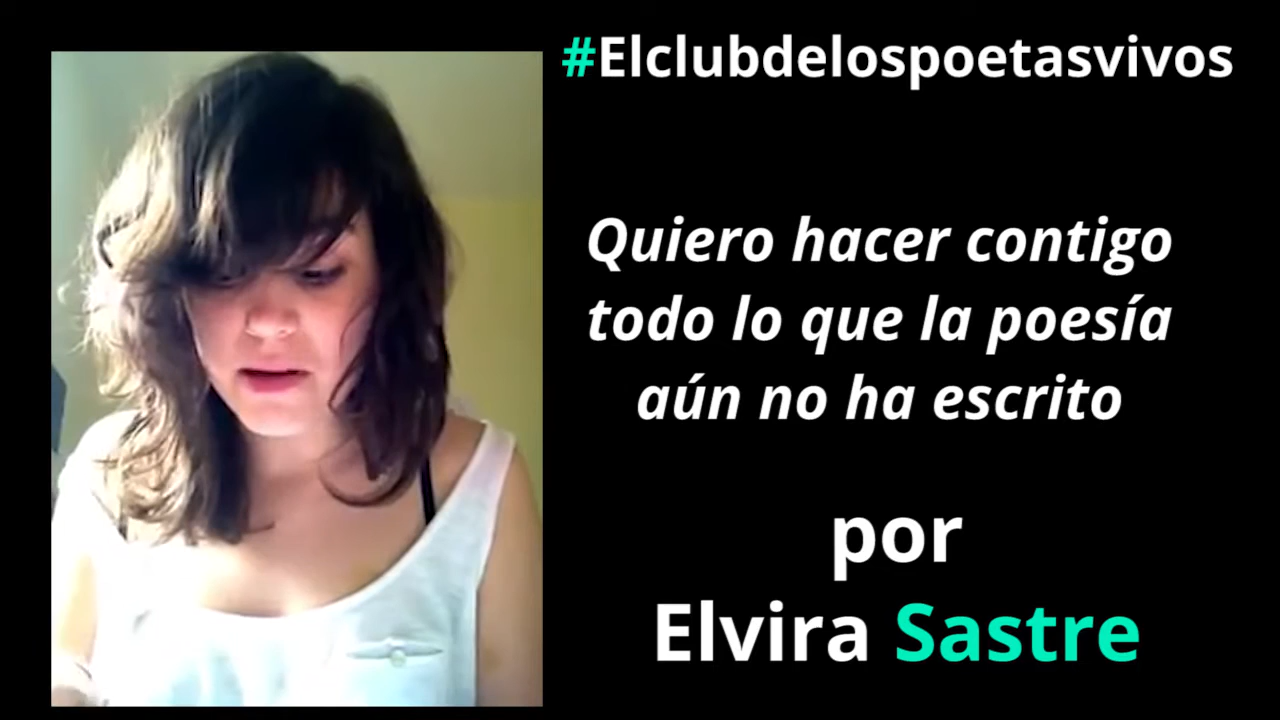 #Elclubdelospoetasvivos
Quiero hacer contigo
todo lo que la poesía
aún no ha escrito
por
Elvira Sastre